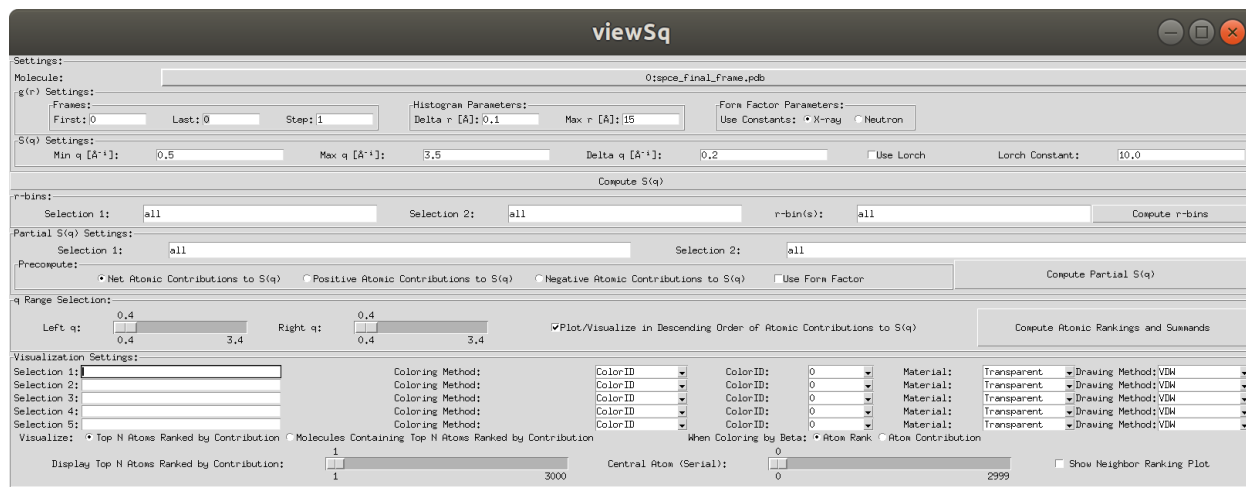 viewSq
Settings:
Molecule: 0:spce_final_frame.pdb
g(r) Settings:
Frames: Histogram Parameters: Form Factor Parameters:
First: 0 Last: 0 Step: 1 Delta r [Å]: 0.1 Max r [Å]: 15 Use Constants: X-ray Neutron
S(q) Settings:
Min q [Å⁻¹]: 0.5 Max q [Å⁻¹]: 3.5 Delta q [Å⁻¹]: 0.2 Use Lorch Lorch Constant: 10.0
Compute S(q)
r-bins:
Selection 1: all Selection 2: all r-bin(s): all Compute r-bins
Partial S(q) Settings:
Selection 1: all Selection 2: all
Precompute:
Net Atomic Contributions to S(q) Positive Atomic Contributions to S(q) Negative Atomic Contributions to S(q) Use Form Factor Compute Partial S(q)
q Range Selection:
0.4 0.4
Left q: Right q: Plot/Visualize in Descending Order of Atomic Contributions to S(q) Compute Atomic Rankings and Summands
0.4 3.4 0.4 3.4
Visualization Settings:
Selection 1: Coloring Method: ColorID ColorID: 0 Material: Transparent Drawing Method: VDW
Selection 2: Coloring Method: ColorID ColorID: 0 Material: Transparent Drawing Method: VDW
Selection 3: Coloring Method: ColorID ColorID: 0 Material: Transparent Drawing Method: VDW
Selection 4: Coloring Method: ColorID ColorID: 0 Material: Transparent Drawing Method: VDW
Selection 5: Coloring Method: ColorID ColorID: 0 Material: Transparent Drawing Method: VDW
Visualize: Top N Atoms Ranked by Contribution Molecules Containing Top N Atoms Ranked by Contribution When Coloring by Beta: Atom Rank Atom Contribution
1 0
Display Top N Atoms Ranked by Contribution: Central Atom (Serial): Show Neighbor Ranking Plot
1 3000 0 2999